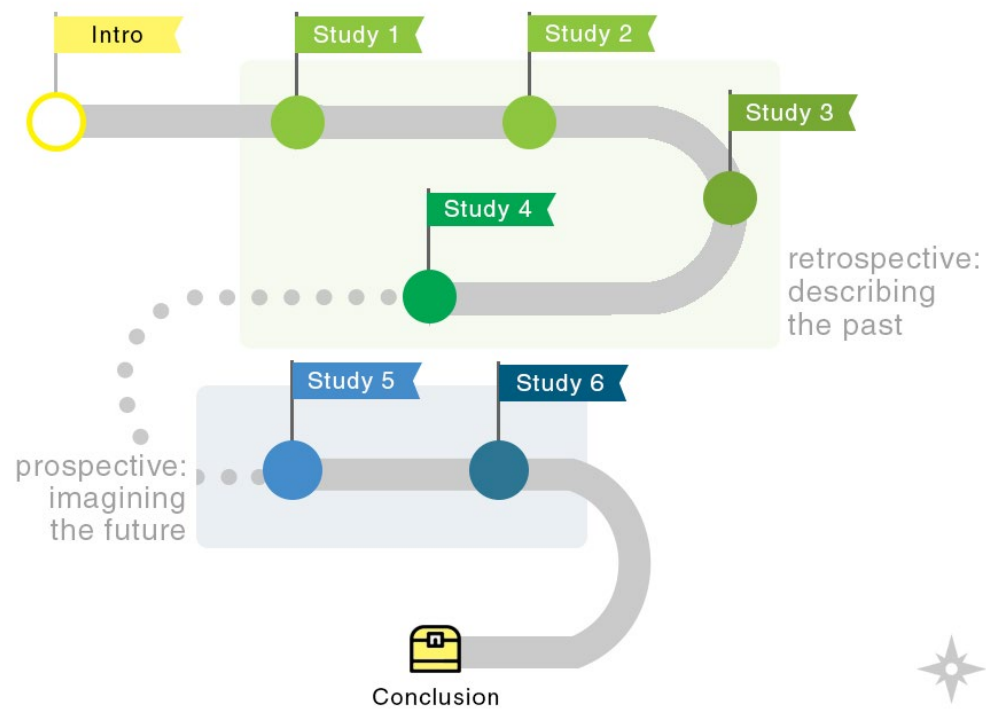 Intro
Study 1
Study 2
Study 3
Study 4
retrospective:
describing
the past
Study 5
Study 6
prospective:
imagining
the future
Conclusion